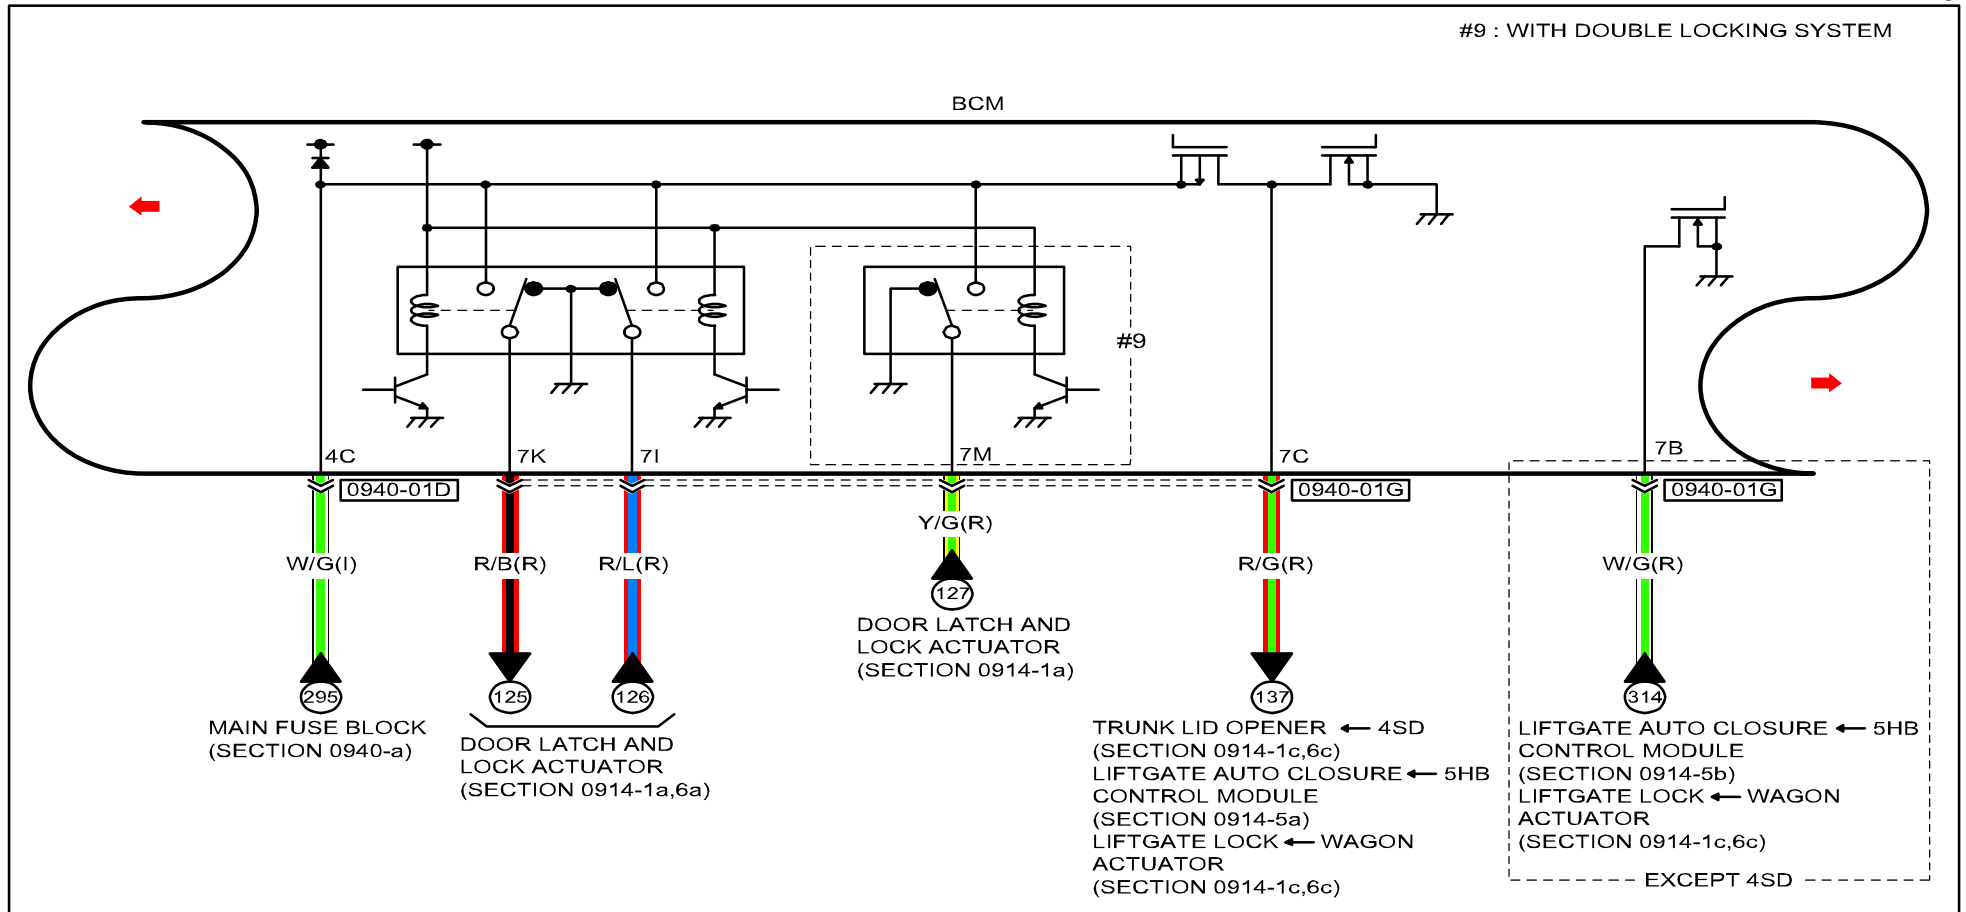 #9 : WITH DOUBLE LOCKING SYSTEM
BCM
#9
4C
7K
7I
7M
7C
7B
0940-01D
0940-01G
0940-01G
Y/G(R)
W/G(I)
R/B(R)
R/L(R)
R/G(R)
W/G(R)
127
DOOR LATCH AND
LOCK ACTUATOR
(SECTION 0914-1a)
295
125
126
137
314
MAIN FUSE BLOCK
(SECTION 0940-a)
DOOR LATCH AND
LOCK ACTUATOR
(SECTION 0914-1a,6a)
TRUNK LID OPENER 4SD
(SECTION 0914-1c,6c)
LIFTGATE AUTO CLOSURE 5HB
CONTROL MODULE
(SECTION 0914-5a)
LIFTGATE LOCK WAGON
ACTUATOR
(SECTION 0914-1c,6c)
LIFTGATE AUTO CLOSURE 5HB
CONTROL MODULE
(SECTION 0914-5b)
LIFTGATE LOCK WAGON
ACTUATOR
(SECTION 0914-1c,6c)
EXCEPT 4SD